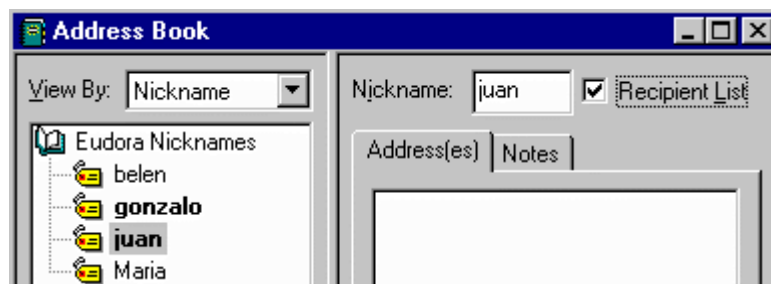 Address Book
View By: Nickname
Eudora Nicknames
belen
gonzalo
juan
Maria
Nickname: juan Recipient List
Address(es) Notes